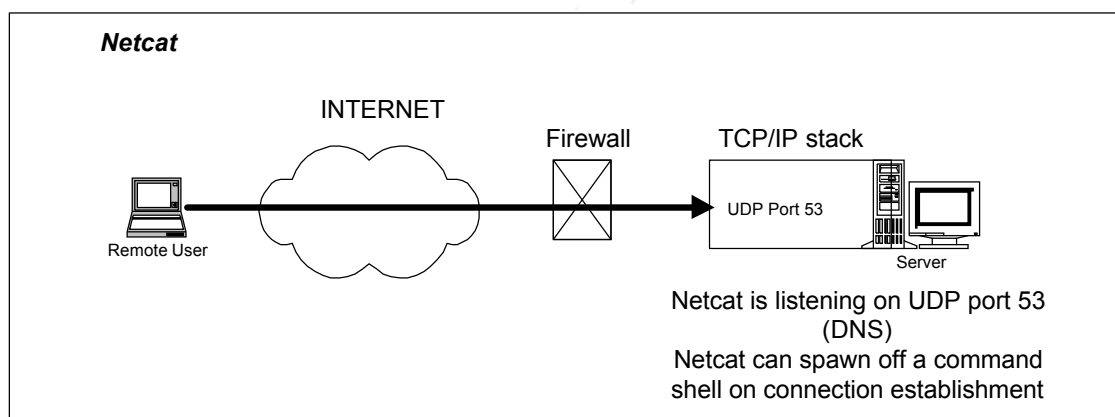 Netcat
INTERNET
Firewall
TCP/IP stack
UDP Port 53
Remote User
Server
Netcat is listening on UDP port 53
(DNS)
Netcat can spawn off a command
shell on connection establishment